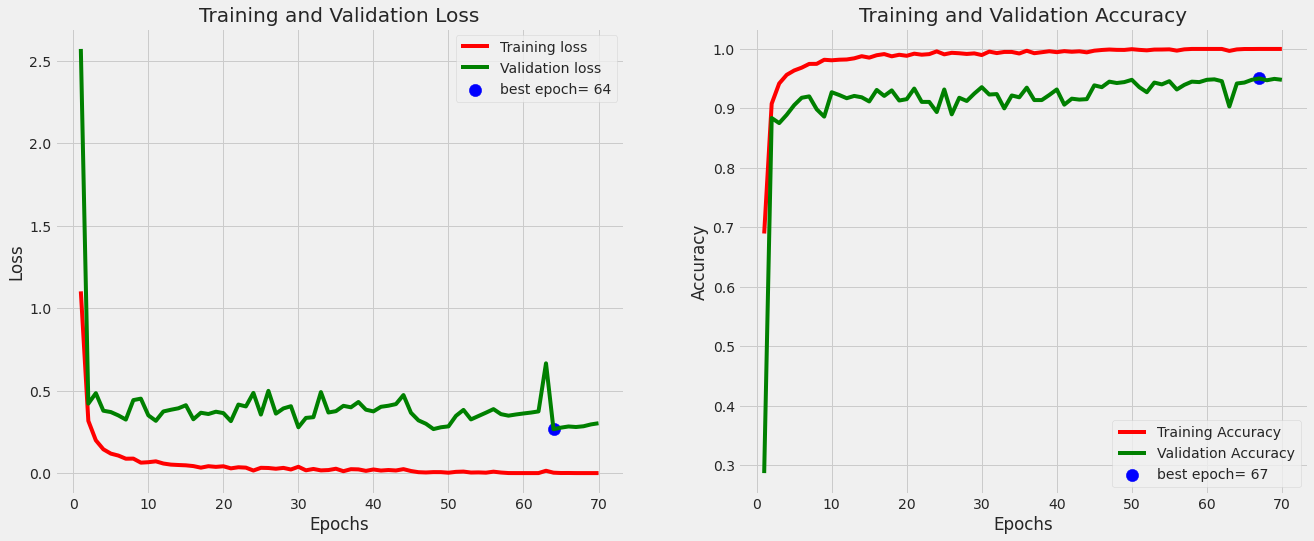 Training and Validation Loss
Training loss
Validation loss
best epoch= 64
2.5
2.0
1.5
1.0
0.5
0.0
Loss
0 10 20 30 40 50 60 70
Epochs
Training and Validation Accuracy
1.0
0.9
0.8
0.7
0.6
0.5
0.4
0.3
Accuracy
Training Accuracy
Validation Accuracy
best epoch= 67
0 10 20 30 40 50 60 70
Epochs